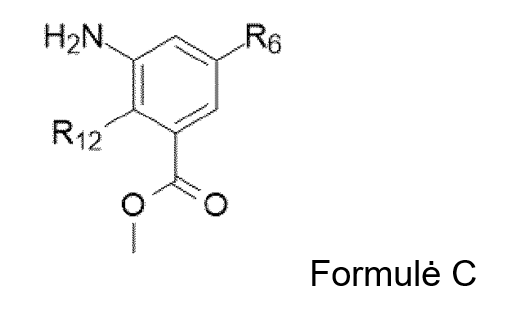 H₂N R₆
R₁₂
O O
Formulė C